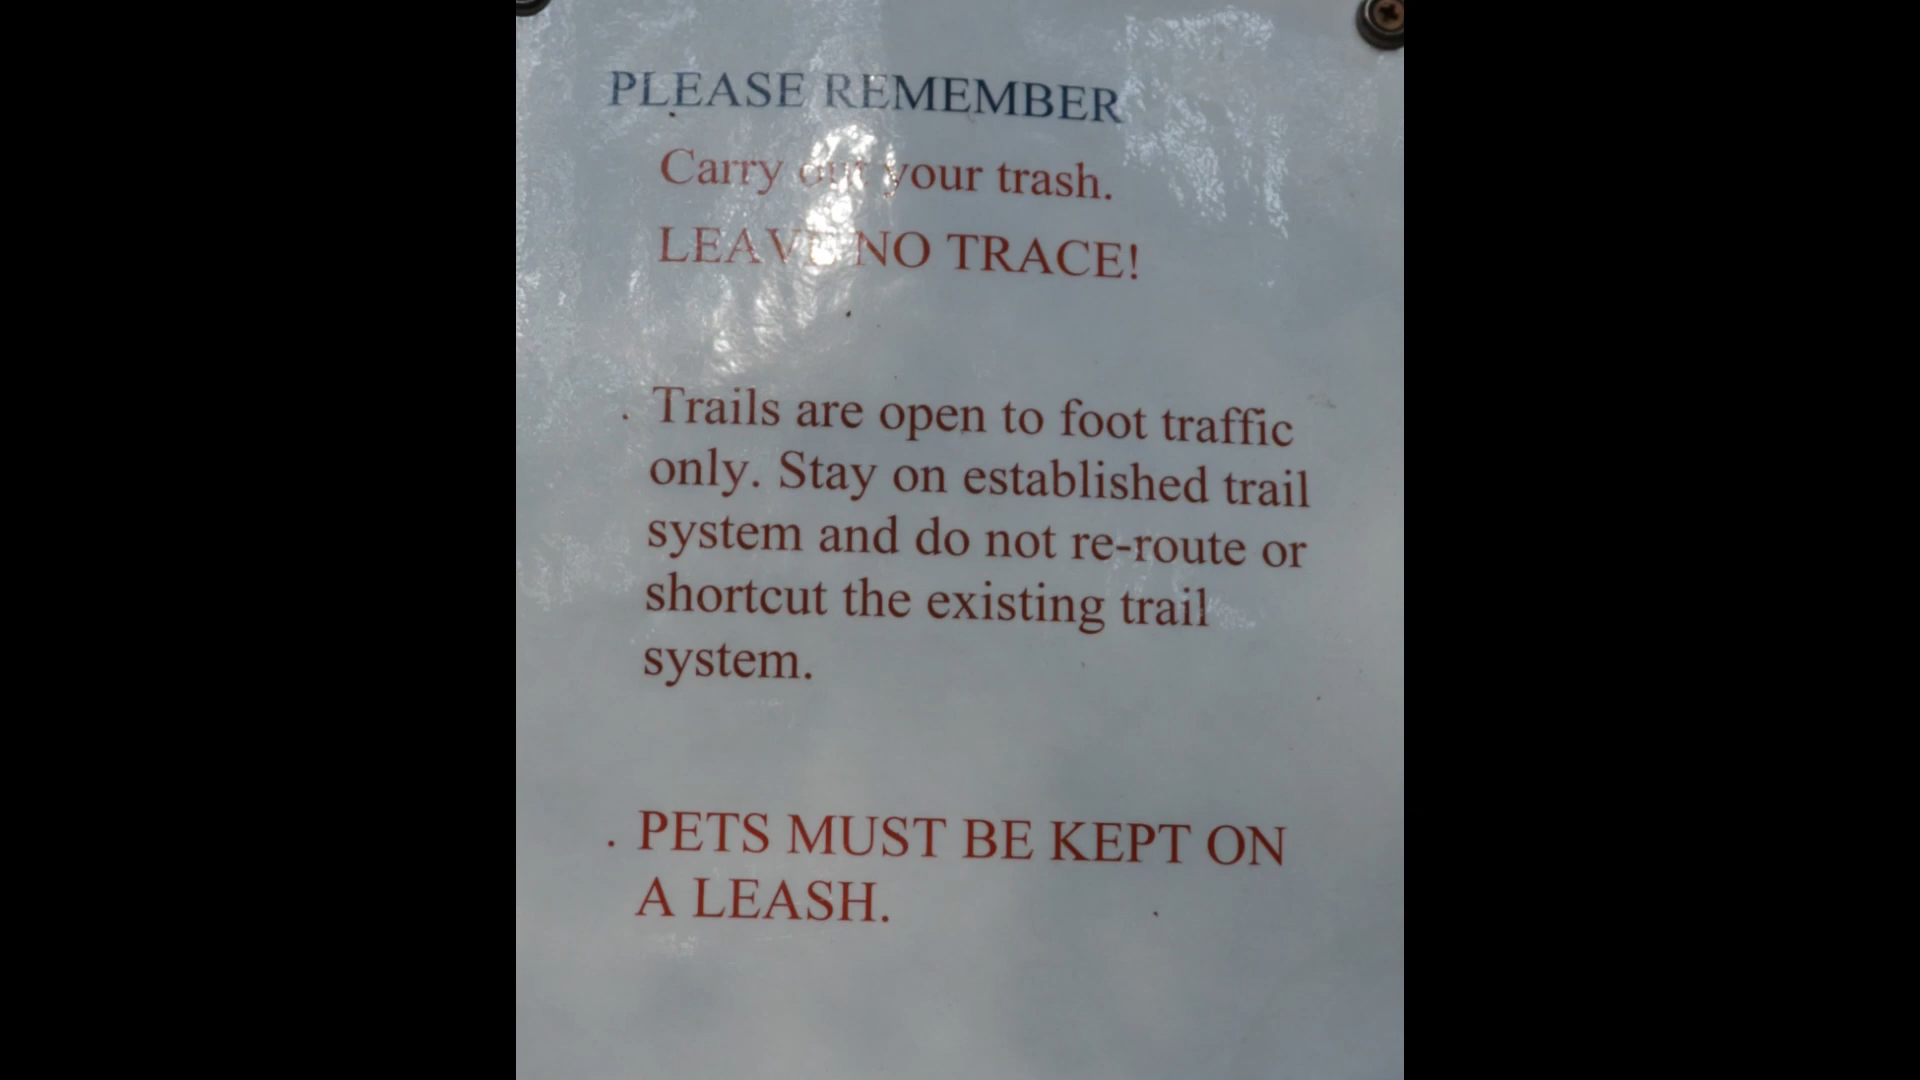 PLEASE REMEMBER
Carry out your trash.
LEAVE NO TRACE!
. Trails are open to foot traffic
only. Stay on established trail
system and do not re-route or
shortcut the existing trail
system.
. PETS MUST BE KEPT ON
A LEASH.